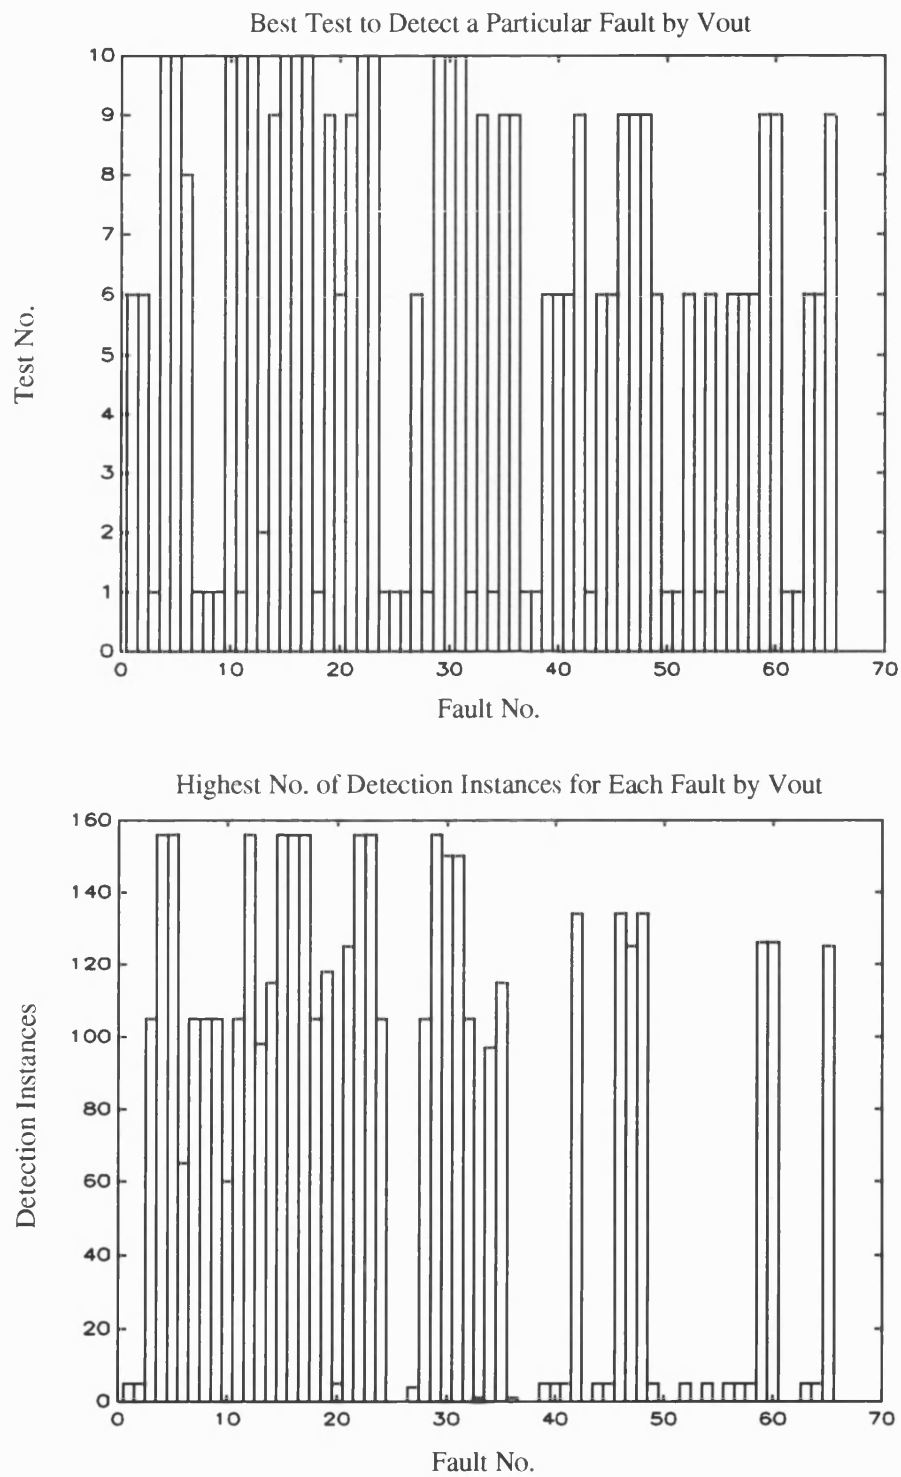 Best Test to Detect a Particular Fault by Vout
10
9
8
7
6
5
4
3
2
1
0
Test No.
0 10 20 30 40 50 60 70
Fault No.
Highest No. of Detection Instances for Each Fault by Vout
160
140
120
100
80
60
40
20
0
Detection Instances
0 10 20 30 40 50 60 70
Fault No.